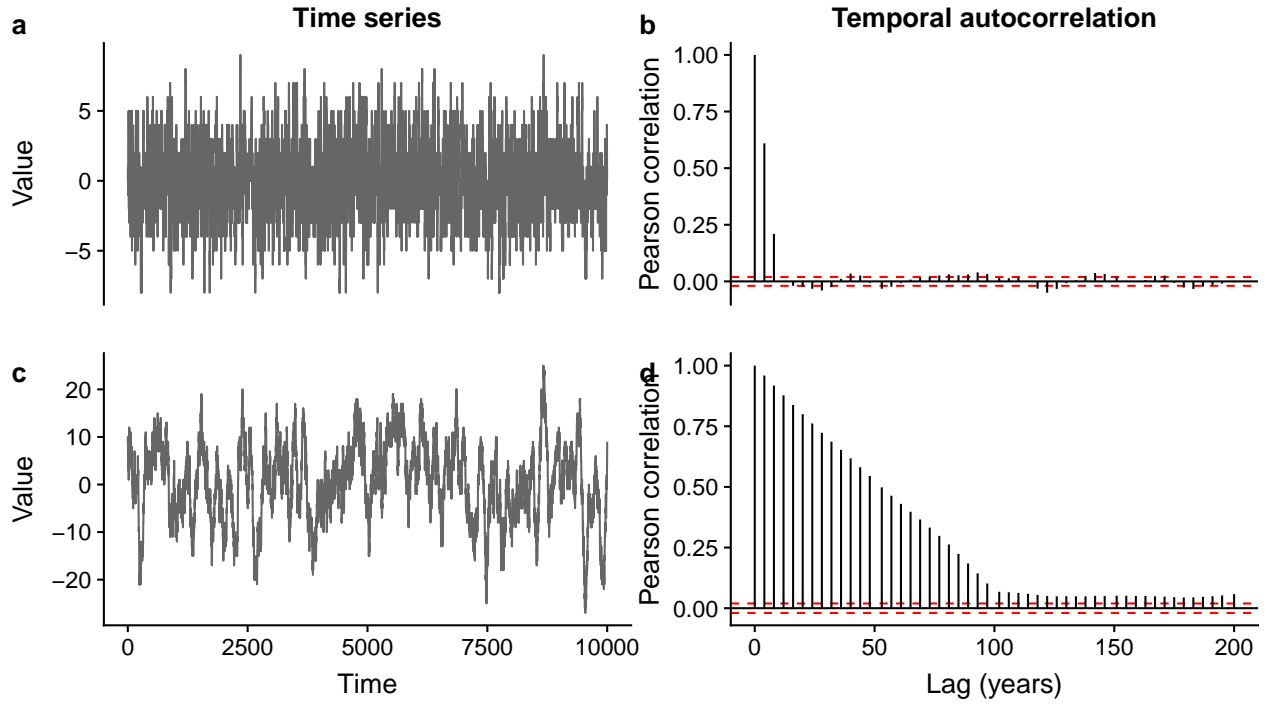 a
Time series
Value
5
0
−5
b
Temporal autocorrelation
Pearson correlation
1.00
0.75
0.50
0.25
0.00
c
Value
20
10
0
−10
−20
0 2500 5000 7500 10000
Time
d
Pearson correlation
1.00
0.75
0.50
0.25
0.00
0 50 100 150 200
Lag (years)